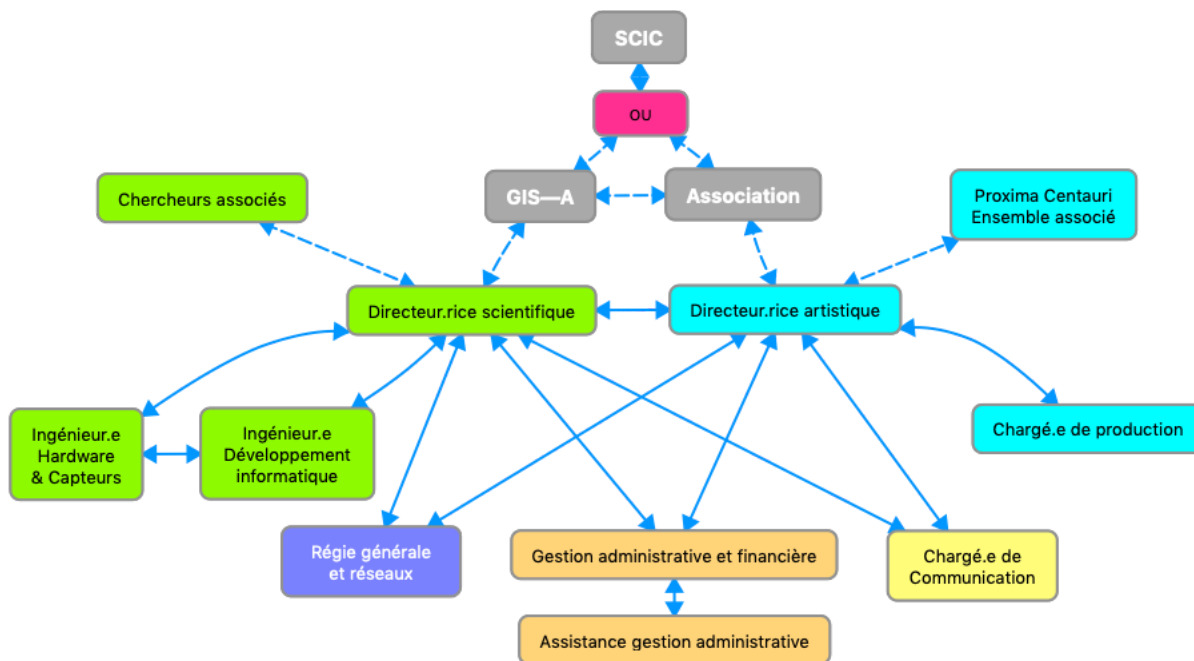 SCIC
OU
GIS—A
Association
Chercheurs associés
Proxima Centauri
Ensemble associé
Directeur.rice scientifique
Directeur.rice artistique
Ingénieur.e
Hardware
& Capteurs
Ingénieur.e
Développement
informatique
Chargé.e de production
Régie générale
et réseaux
Gestion administrative et financière
Chargé.e de
Communication
Assistance gestion administrative